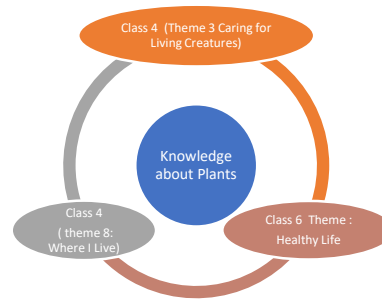 Class 4 (Theme 3 Caring for
Living Creatures)
Knowledge
about Plants
Class 4
( theme 8:
Where I Live)
Class 6 Theme :
Healthy Life